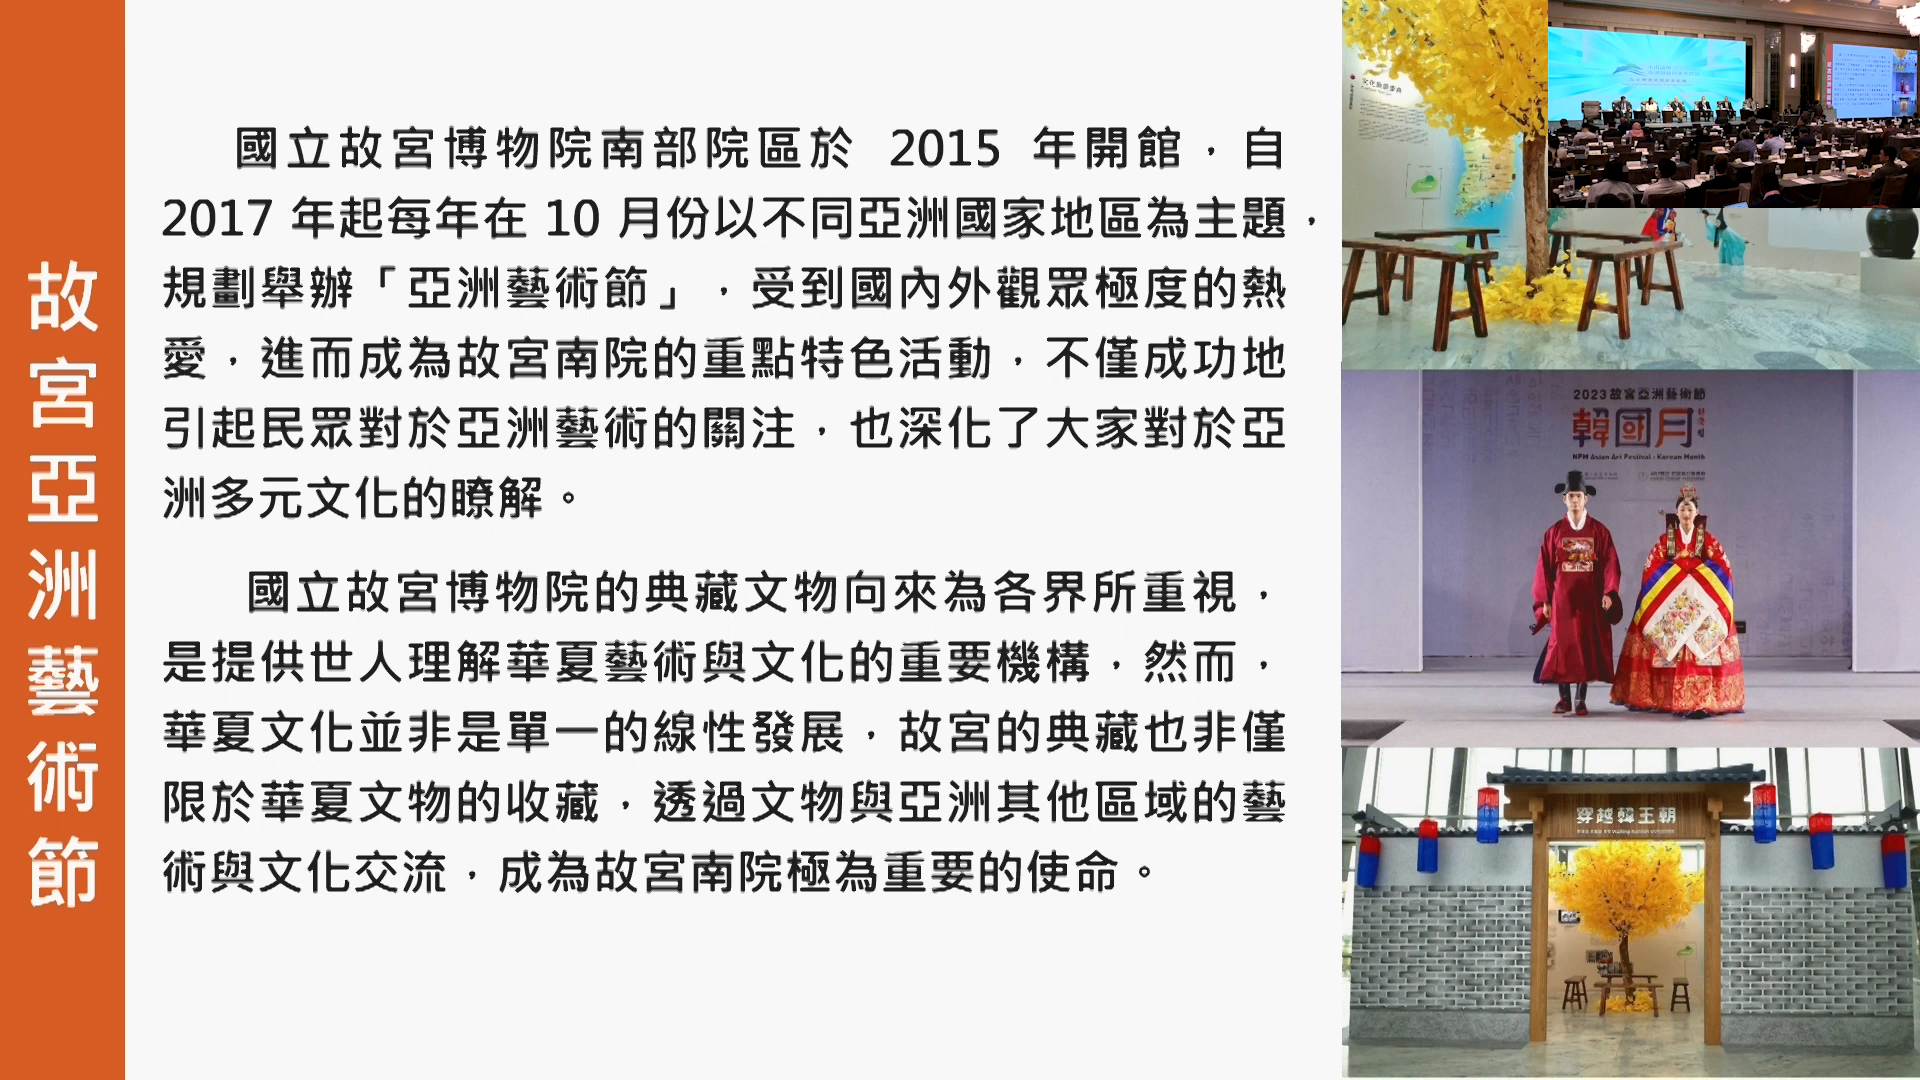 故宮亞洲藝術節
國立故宮博物院南部院區於 2015 年開館，自
2017 年起每年在 10 月份以不同亞洲國家地區為主題，
規劃舉辦「亞洲藝術節」，受到國內外觀眾極度的熱
愛，進而成為故宮南院的重點特色活動，不僅成功地
引起民眾對於亞洲藝術的關注，也深化了大家對於亞
洲多元文化的瞭解。
國立故宮博物院的典藏文物向來為各界所重視，
是提供世人理解華夏藝術與文化的重要機構，然而，
華夏文化並非是單一的線性發展，故宮的典藏也非僅
限於華夏文物的收藏，透過文物與亞洲其他區域的藝
術與文化交流，成為故宮南院極為重要的使命。
2023故宮亞洲藝術節
韓國月
NPM Asian Art Festival - Korean Month
穿越韓王朝